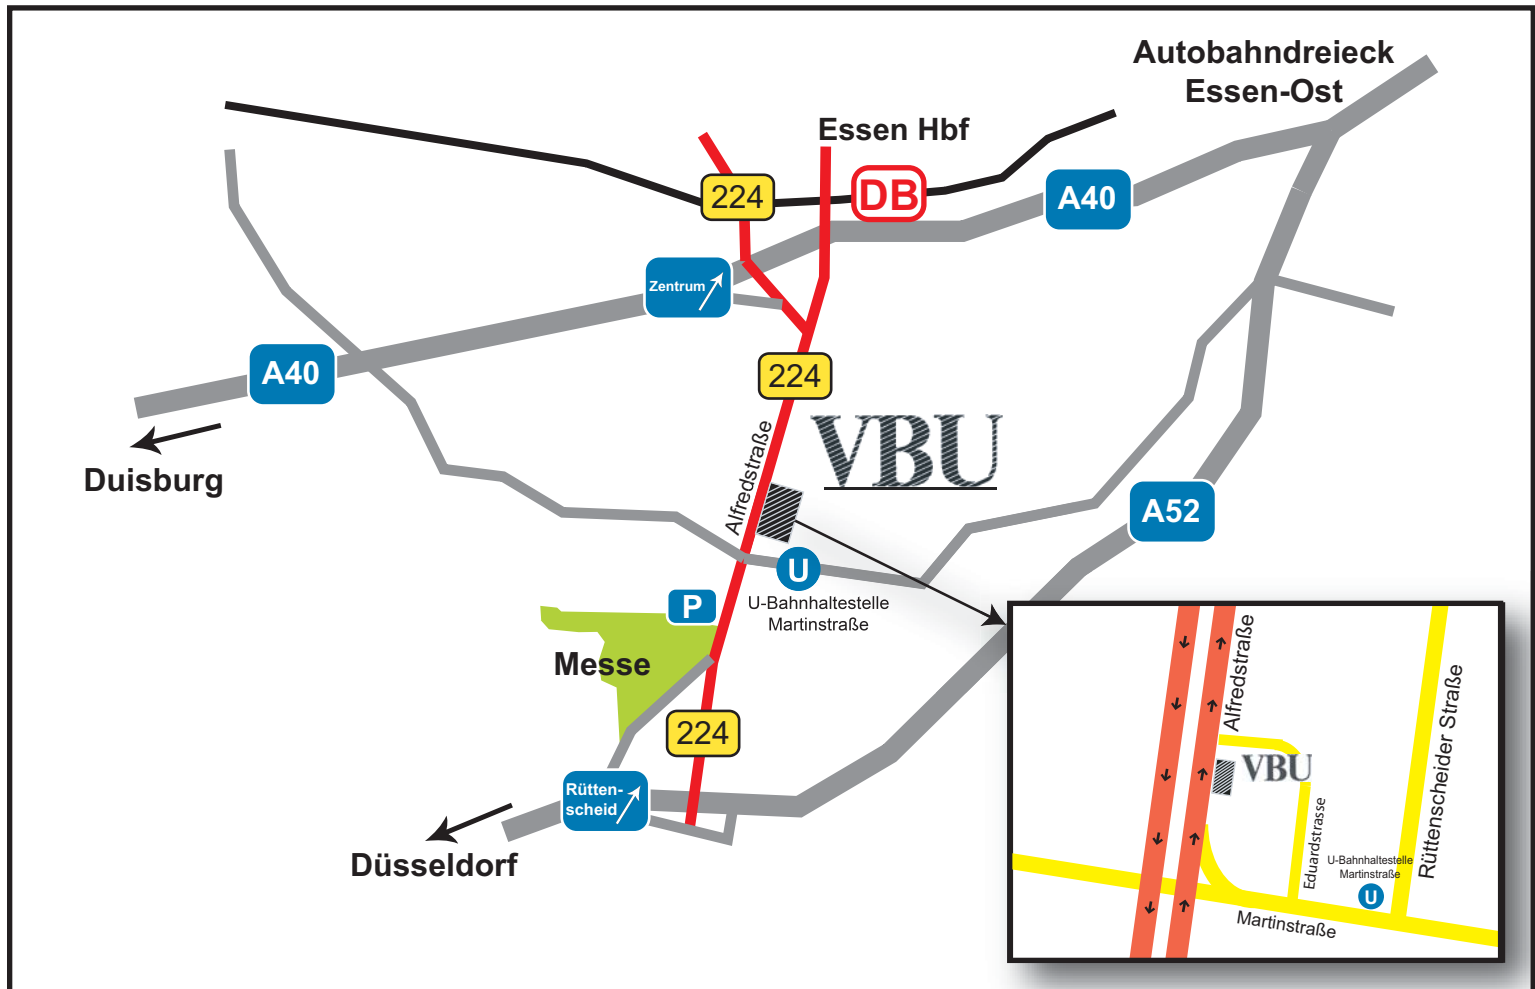 Autobahndreieck
Essen-Ost
Essen Hbf
224
DB
A40
Zentrum
A40
224
Duisburg
Alfredstraße
VBU
A52
U
U-Bahnhaltestelle
Martinstraße
P
Messe
224
Rütten-
scheid
Düsseldorf
Alfredstraße
Rüttenscheider Straße
VBU
Eduardstrasse
U-Bahnhaltestelle
Martinstraße
U
Martinstraße